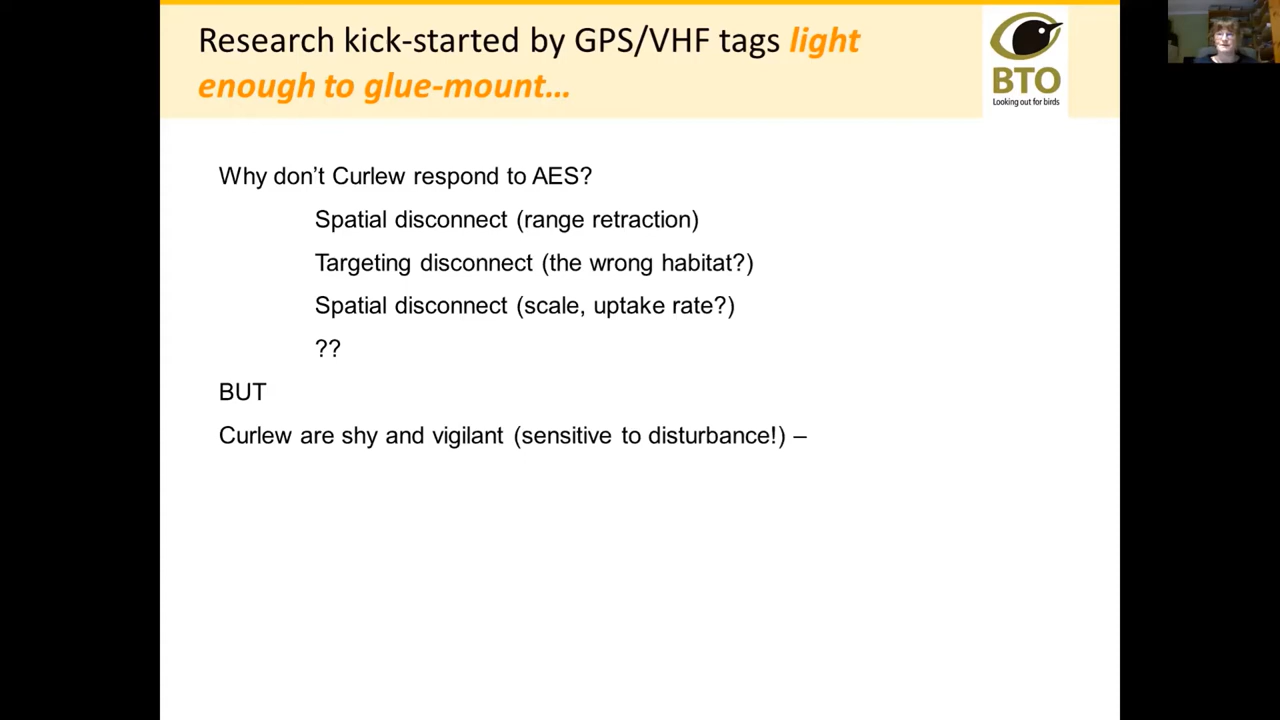 Research kick-started by GPS/VHF tags light
enough to glue-mount...
BTO
Looking out for birds
Why don't Curlew respond to AES?
Spatial disconnect (range retraction)
Targeting disconnect (the wrong habitat?)
Spatial disconnect (scale, uptake rate?)
??
BUT
Curlew are shy and vigilant (sensitive to disturbance!) –